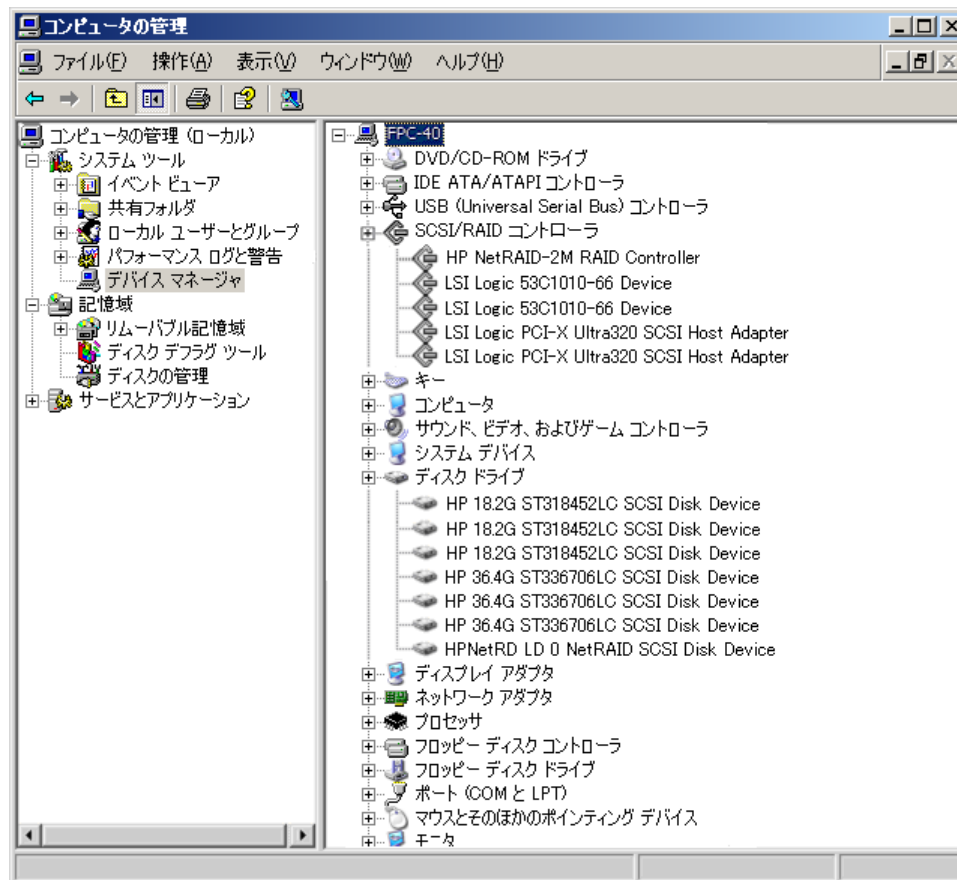 コンピュータの管理
ファイル(F) 操作(A) 表示(V) ウィンドウ(W) ヘルプ(H)
コンピュータの管理 (ローカル)
システム ツール
イベント ビューア
共有フォルダ
ローカル ユーザーとグループ
パフォーマンス ログと警告
デバイス マネージャ
記憶域
リムーバブル記憶域
ディスク デフラグ ツール
ディスクの管理
サービスとアプリケーション
FPC-40
DVD/CD-ROM ドライブ
IDE ATA/ATAPI コントローラ
USB (Universal Serial Bus) コントローラ
SCSI/RAID コントローラ
HP NetRAID-2M RAID Controller
LSI Logic 53C1010-66 Device
LSI Logic 53C1010-66 Device
LSI Logic PCI-X Ultra320 SCSI Host Adapter
LSI Logic PCI-X Ultra320 SCSI Host Adapter
キー
コンピュータ
サウンド、ビデオ、およびゲーム コントローラ
システム デバイス
ディスク ドライブ
HP 18.2G ST318452LC SCSI Disk Device
HP 18.2G ST318452LC SCSI Disk Device
HP 18.2G ST318452LC SCSI Disk Device
HP 36.4G ST336706LC SCSI Disk Device
HP 36.4G ST336706LC SCSI Disk Device
HP 36.4G ST336706LC SCSI Disk Device
HPNetRD LD 0 NetRAID SCSI Disk Device
ディスプレイ アダプタ
ネットワーク アダプタ
プロセッサ
フロッピー ディスク コントローラ
フロッピー ディスク ドライブ
ポート (COM と LPT)
マウスとそのほかのポインティング デバイス
モニタ